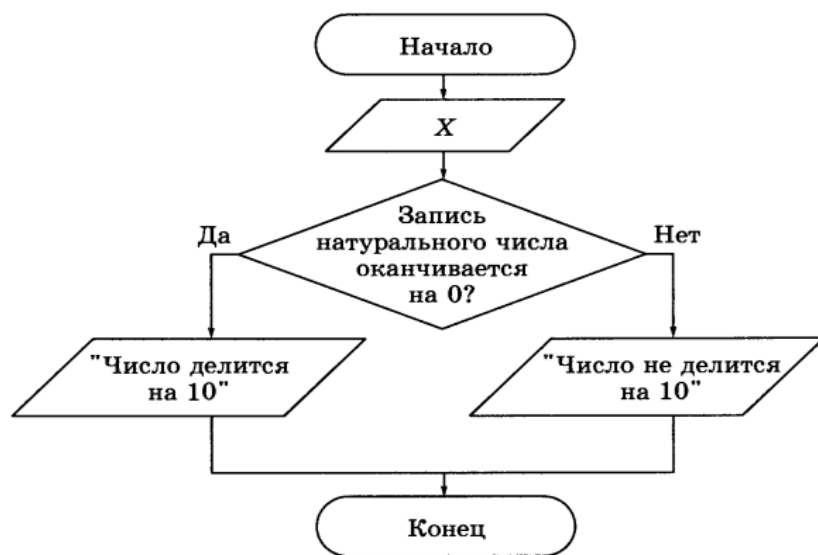 Начало
X
Запись
натурального числа
оканчивается
на 0?
Да
Нет
"Число делится
на 10"
"Число не делится
на 10"
Конец